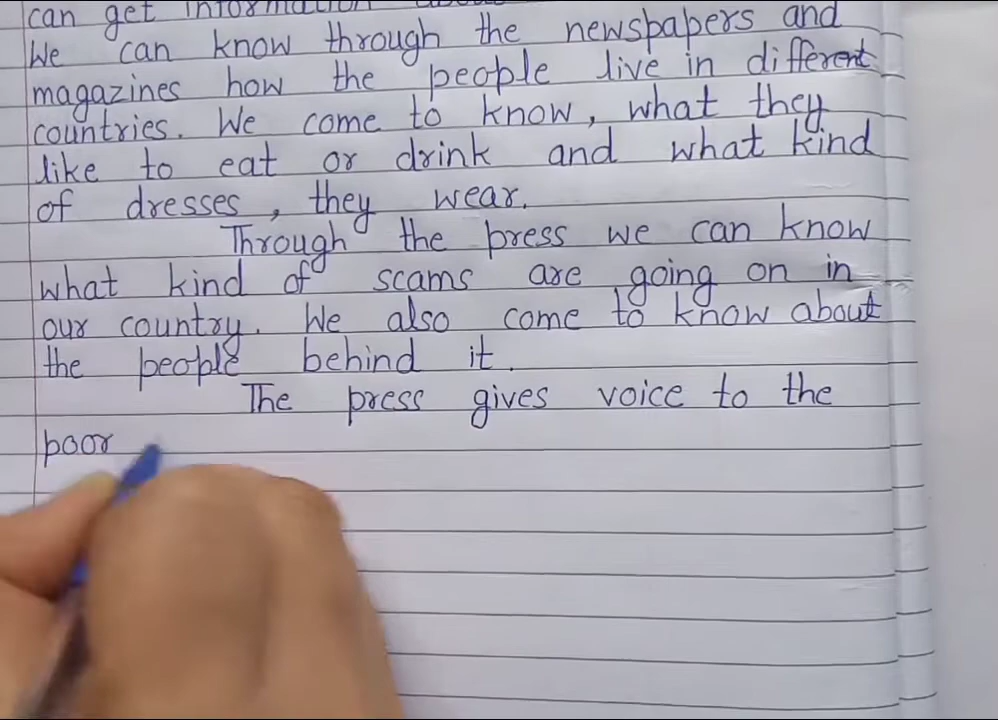 can get information about
We can know through the newspapers and
magazines how the people live in different
countries. We come to know, what they
like to eat or drink and what kind
of dresses, they wear.
Through the press we can know
what kind of scams are going on in
our country. We also come to know about
the people behind it.
The press gives voice to the
poor